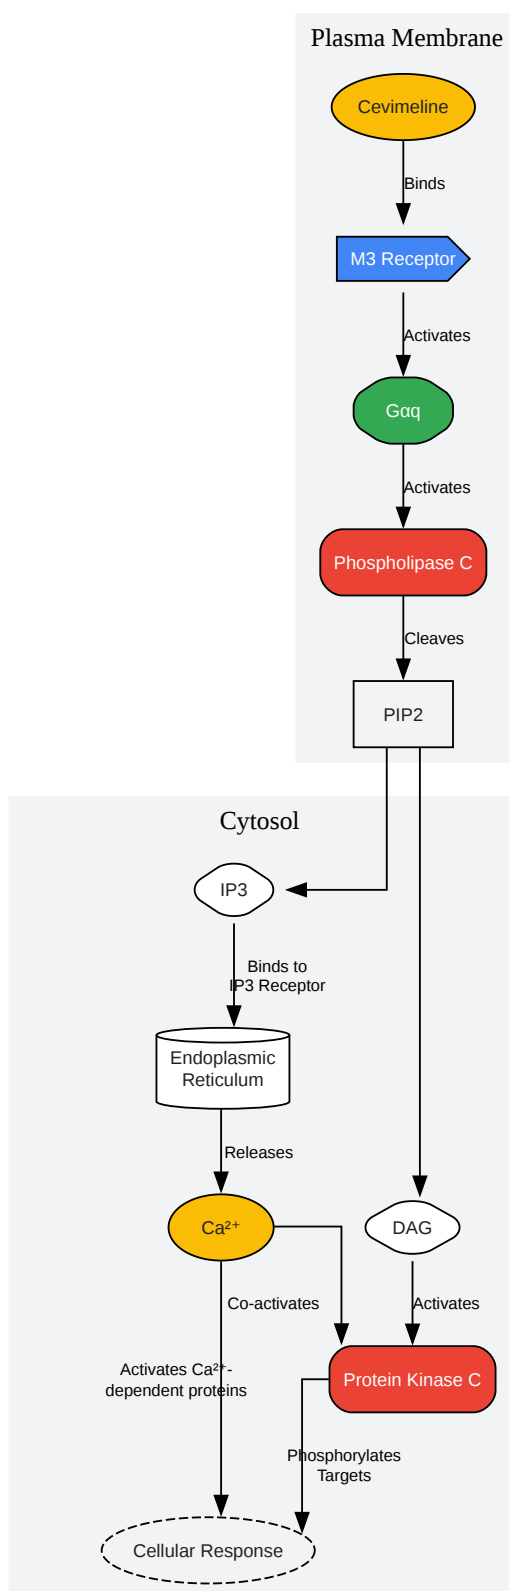 Plasma Membrane
Cevimeline
Binds
M3 Receptor
Activates
Gαq
Activates
Phospholipase C
Cleaves
PIP2
Cytosol
IP3
Binds to
IP3 Receptor
Endoplasmic
Reticulum
Releases
Ca²⁺
DAG
Co-activates
Activates
Activates Ca²⁺-
dependent proteins
Protein Kinase C
Phosphorylates
Targets
Cellular Response